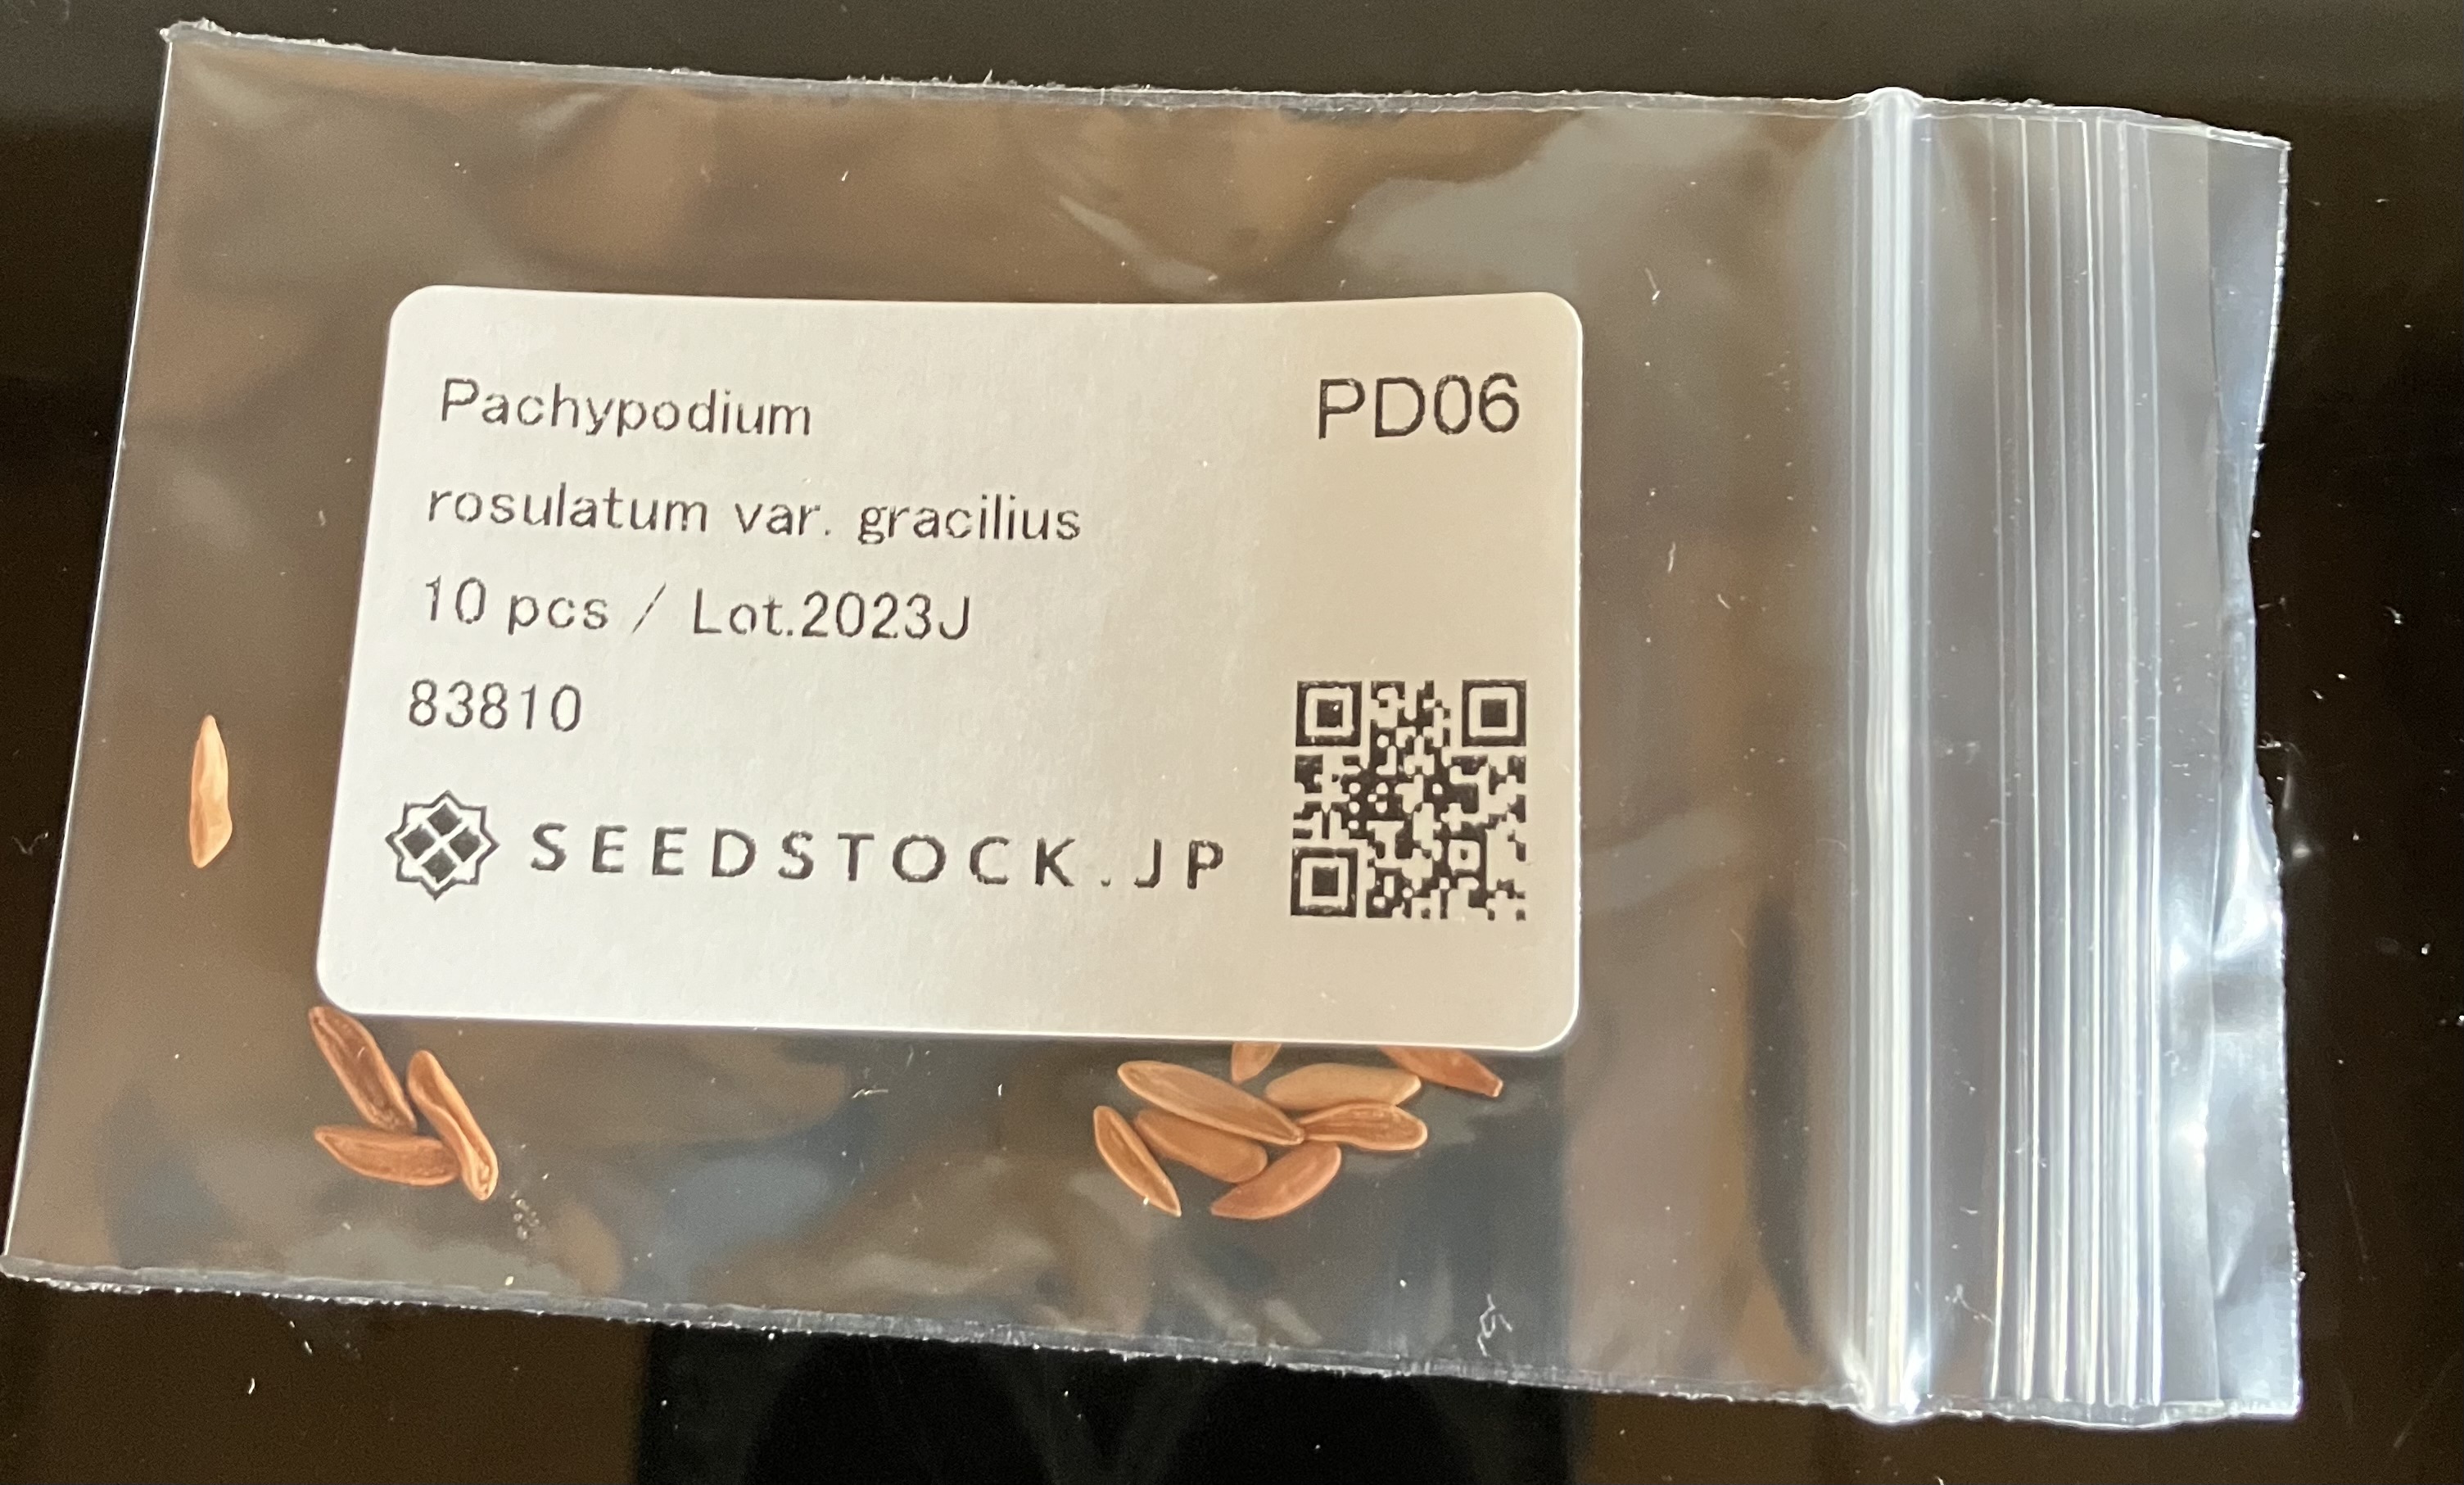 Pachypodium PD06
rosulatum var. gracilius
10 pcs / Lot.2023J
83810
SEEDSTOCK.JP